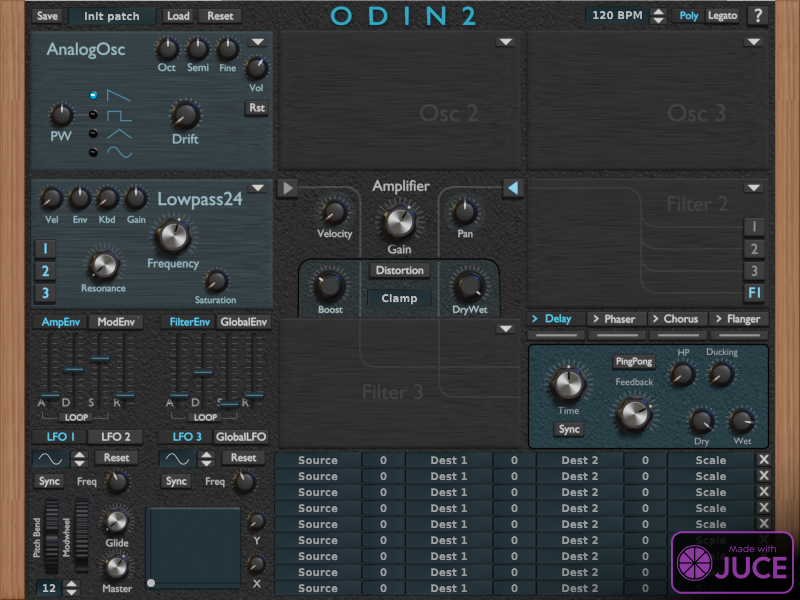 Save Init patch Load Reset ODIN 2 120 BPM Poly Legato ?
AnalogOsc
Oct Semi Fine
Vol
Rst
PW
Drift
Osc 2
Osc 3
Lowpass24
Vel Env Kbd Gain
Frequency
1
2
3
Resonance
Saturation
Amplifier
Velocity
Gain
Pan
Distortion
Boost
Clamp
DryWet
Filter 2
1
2
3
FI
AmpEnv ModEnv FilterEnv GlobalEnv
A D S R A D S R
LOOP LOOP
Filter 3
> Delay > Phaser > Chorus > Flanger
PingPong
HP
Ducking
Feedback
Time
Sync
Dry
Wet
LFO 1 LFO 2 LFO 3 GlobalLFO
Reset Reset
Sync Freq Sync Freq
Pitch Bend
Modwheel
Glide
Master
12
Y
X
Source 0 Dest 1 0 Dest 2 0 Scale X
Source 0 Dest 1 0 Dest 2 0 Scale X
Source 0 Dest 1 0 Dest 2 0 Scale X
Source 0 Dest 1 0 Dest 2 0 Scale X
Source 0 Dest 1 0 Dest 2 0 Scale X
Source 0 Dest 1 0 Dest 2 0
Source 0 Dest 1 0 Dest 2 0
Source 0 Dest 1 0 Dest 2 0
Source 0 Dest 1 0 Dest 2 0
Made with
JUCE